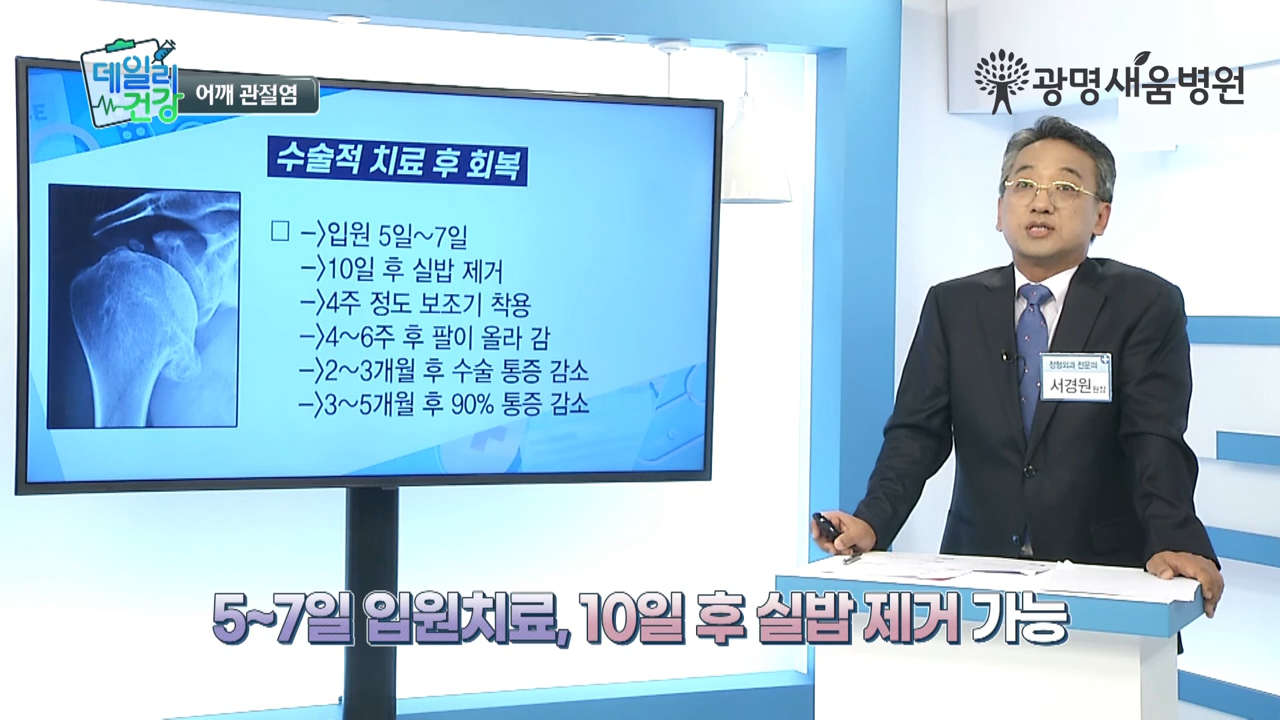 데일리
건강
어깨 관절염
광명새움병원
수술적 치료 후 회복
□ ->입원 5일~7일
->10일 후 실밥 제거
->4주 정도 보조기 착용
->4~6주 후 팔이 올라 감
->2~3개월 후 수술 통증 감소
->3~5개월 후 90% 통증 감소
정형외과 전문의
서경원 원장
5~7일 입원치료, 10일 후 실밥 제거 가능